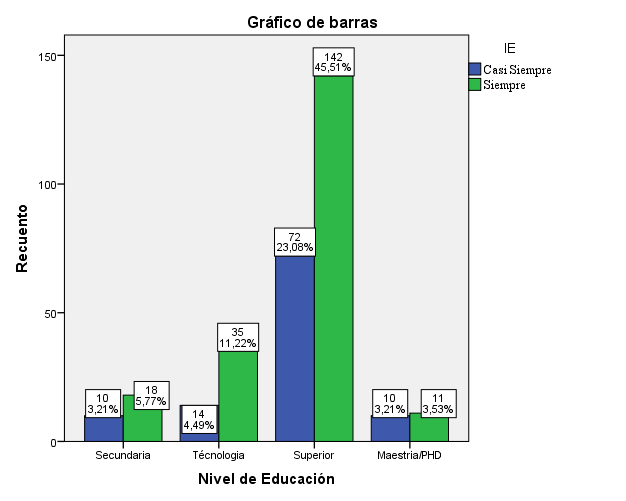 Gráfico de barras
IE
Casi Siempre
Siempre
Recuento
150
100
50
0
10
3,21%
18
5,77%
14
4,49%
35
11,22%
72
23,08%
142
45,51%
10
3,21%
11
3,53%
Secundaria
Técnologia
Superior
Maestria/PHD
Nivel de Educación